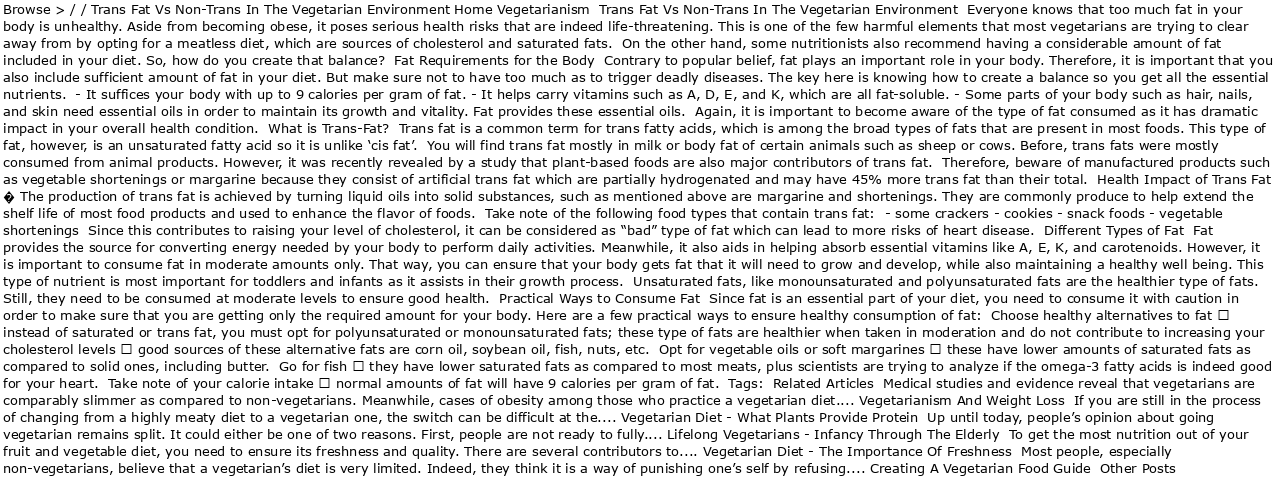 Browse > / / Trans Fat Vs Non-Trans In The Vegetarian Environment Home Vegetarianism  Trans Fat Vs Non-Trans In The Vegetarian Environment  Everyone knows that too much fat in your
body is unhealthy. Aside from becoming obese, it poses serious health risks that are indeed life-threatening. This is one of the few harmful elements that most vegetarians are trying to clear
away from by opting for a meatless diet, which are sources of cholesterol and saturated fats.  On the other hand, some nutritionists also recommend having a considerable amount of fat
included in your diet. So, how do you create that balance?  Fat Requirements for the Body  Contrary to popular belief, fat plays an important role in your body. Therefore, it is important that you
also include sufficient amount of fat in your diet. But make sure not to have too much as to trigger deadly diseases. The key here is knowing how to create a balance so you get all the essential
nutrients.  - It suffices your body with up to 9 calories per gram of fat. - It helps carry vitamins such as A, D, E, and K, which are all fat-soluble. - Some parts of your body such as hair, nails,
and skin need essential oils in order to maintain its growth and vitality. Fat provides these essential oils.  Again, it is important to become aware of the type of fat consumed as it has dramatic
impact in your overall health condition.  What is Trans-Fat?  Trans fat is a common term for trans fatty acids, which is among the broad types of fats that are present in most foods. This type of
fat, however, is an unsaturated fatty acid so it is unlike ‘cis fat’.  You will find trans fat mostly in milk or body fat of certain animals such as sheep or cows. Before, trans fats were mostly
consumed from animal products. However, it was recently revealed by a study that plant-based foods are also major contributors of trans fat.  Therefore, beware of manufactured products such
as vegetable shortenings or margarine because they consist of artificial trans fat which are partially hydrogenated and may have 45% more trans fat than their total.  Health Impact of Trans Fat
� The production of trans fat is achieved by turning liquid oils into solid substances, such as mentioned above are margarine and shortenings. They are commonly produce to help extend the
shelf life of most food products and used to enhance the flavor of foods.  Take note of the following food types that contain trans fat:  - some crackers - cookies - snack foods - vegetable
shortenings  Since this contributes to raising your level of cholesterol, it can be considered as “bad” type of fat which can lead to more risks of heart disease.  Different Types of Fat  Fat
provides the source for converting energy needed by your body to perform daily activities. Meanwhile, it also aids in helping absorb essential vitamins like A, E, K, and carotenoids. However, it
is important to consume fat in moderate amounts only. That way, you can ensure that your body gets fat that it will need to grow and develop, while also maintaining a healthy well being. This
type of nutrient is most important for toddlers and infants as it assists in their growth process.  Unsaturated fats, like monounsaturated and polyunsaturated fats are the healthier type of fats.
Still, they need to be consumed at moderate levels to ensure good health.  Practical Ways to Consume Fat  Since fat is an essential part of your diet, you need to consume it with caution in
order to make sure that you are getting only the required amount for your body. Here are a few practical ways to ensure healthy consumption of fat:  Choose healthy alternatives to fat □
instead of saturated or trans fat, you must opt for polyunsaturated or monounsaturated fats; these type of fats are healthier when taken in moderation and do not contribute to increasing your
cholesterol levels □ good sources of these alternative fats are corn oil, soybean oil, fish, nuts, etc.  Opt for vegetable oils or soft margarines □ these have lower amounts of saturated fats as
compared to solid ones, including butter.  Go for fish □ they have lower saturated fats as compared to most meats, plus scientists are trying to analyze if the omega-3 fatty acids is indeed good
for your heart.  Take note of your calorie intake □ normal amounts of fat will have 9 calories per gram of fat.  Tags:  Related Articles  Medical studies and evidence reveal that vegetarians are
comparably slimmer as compared to non-vegetarians. Meanwhile, cases of obesity among those who practice a vegetarian diet.... Vegetarianism And Weight Loss  If you are still in the process
of changing from a highly meaty diet to a vegetarian one, the switch can be difficult at the.... Vegetarian Diet - What Plants Provide Protein  Up until today, people’s opinion about going
vegetarian remains split. It could either be one of two reasons. First, people are not ready to fully.... Lifelong Vegetarians - Infancy Through The Elderly  To get the most nutrition out of your
fruit and vegetable diet, you need to ensure its freshness and quality. There are several contributors to.... Vegetarian Diet - The Importance Of Freshness  Most people, especially
non-vegetarians, believe that a vegetarian’s diet is very limited. Indeed, they think it is a way of punishing one’s self by refusing.... Creating A Vegetarian Food Guide  Other Posts